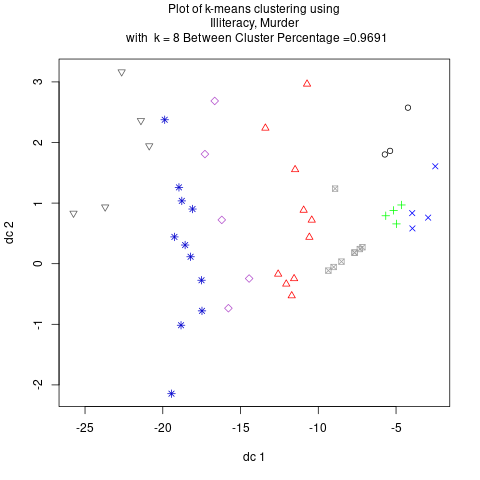 Plot of k-means clustering using
Illiteracy, Murder
with  k = 8 Between Cluster Percentage =0.9691
3
2
1
0
-1
-2
dc 2
-25
-20
-15
-10
-5
dc 1